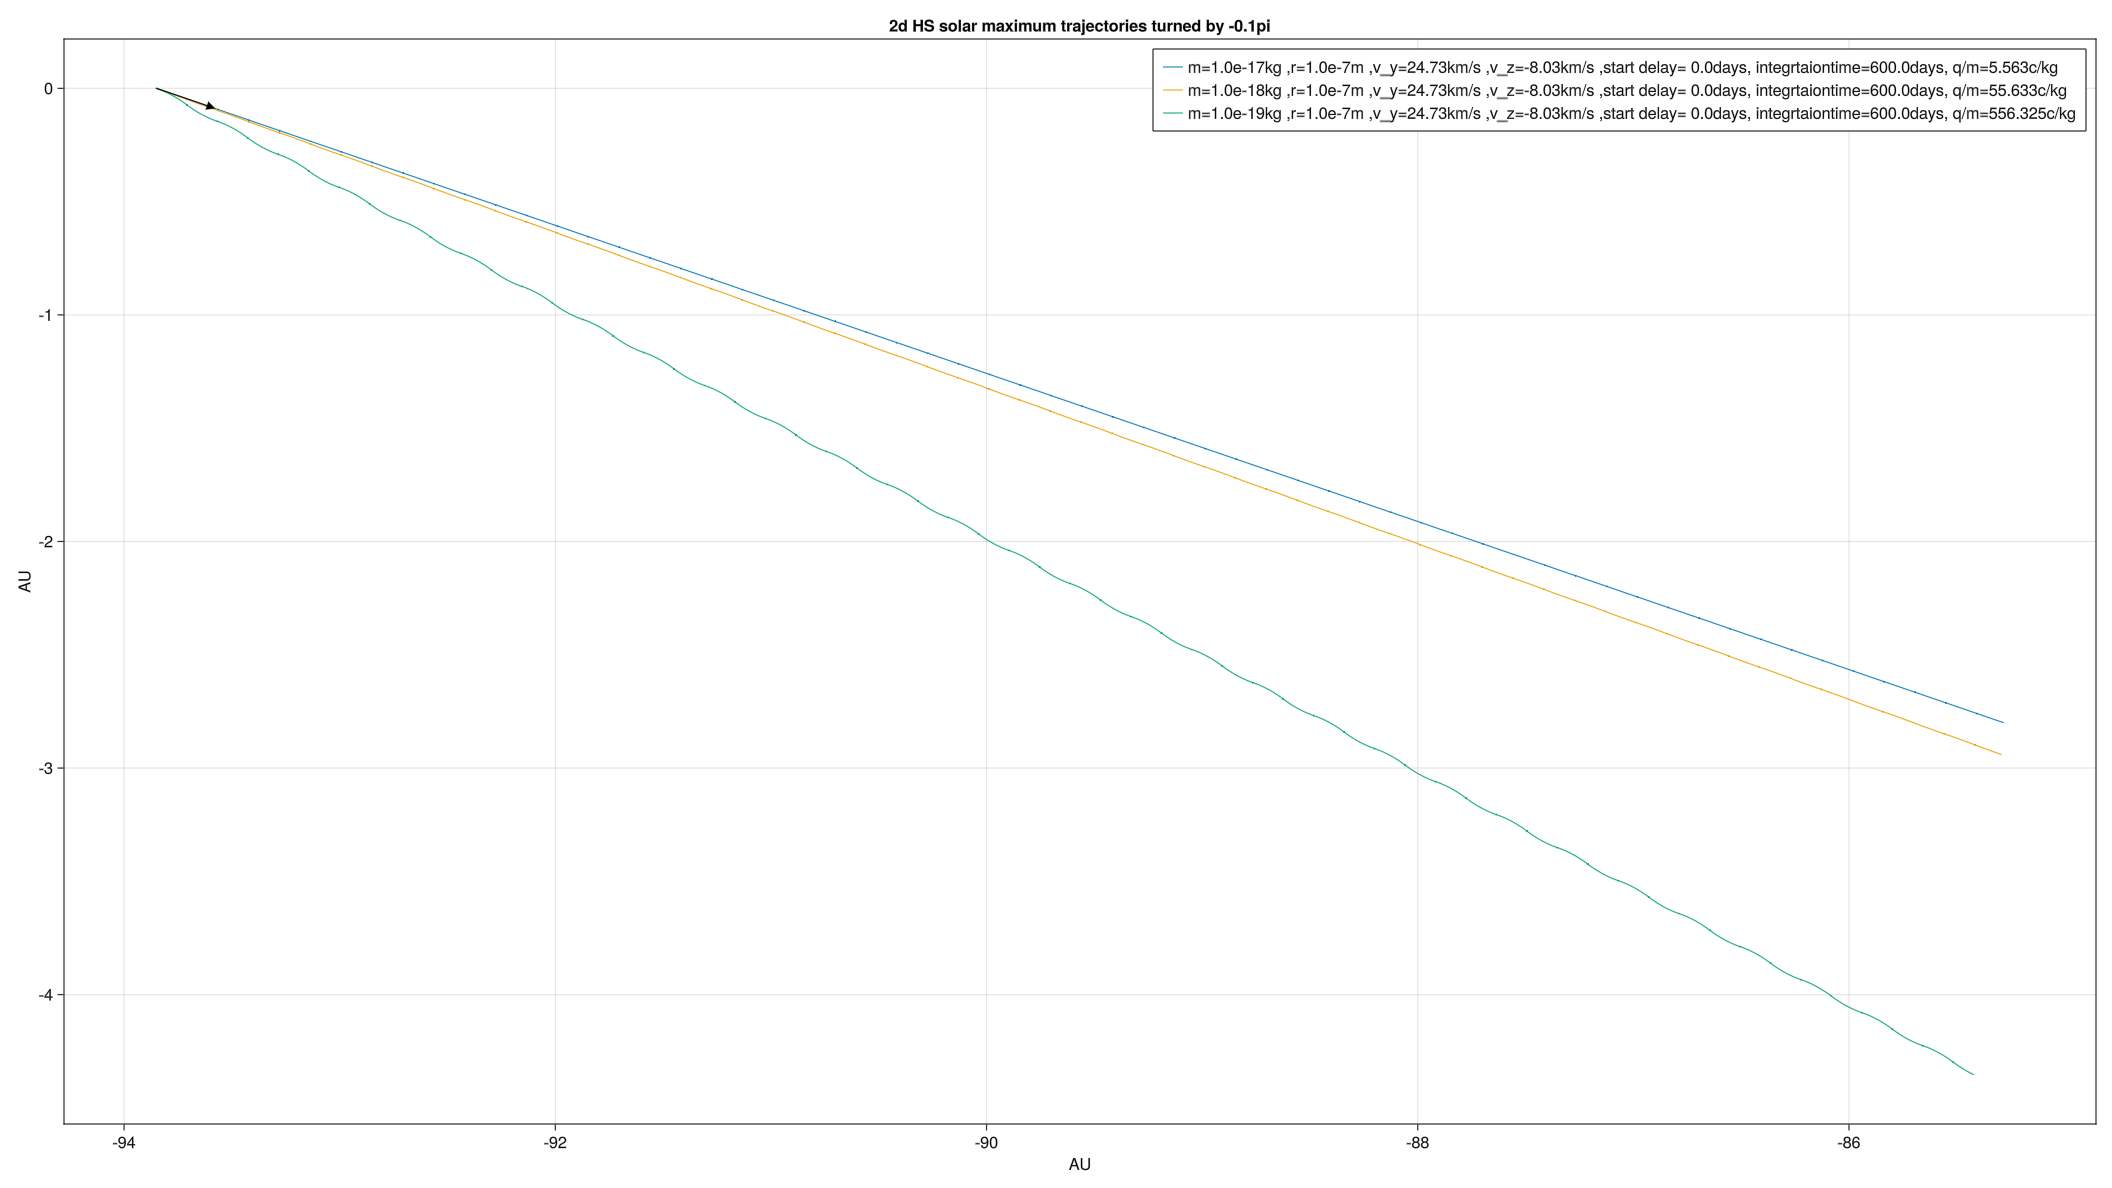 2d HS solar maximum trajectories turned by -0.1pi
m=1.0e-17kg ,r=1.0e-7m ,v_y=24.73km/s ,v_z=-8.03km/s ,start delay= 0.0days, integrtaiontime=600.0days, q/m=5.563c/kg
m=1.0e-18kg ,r=1.0e-7m ,v_y=24.73km/s ,v_z=-8.03km/s ,start delay= 0.0days, integrtaiontime=600.0days, q/m=55.633c/kg
m=1.0e-19kg ,r=1.0e-7m ,v_y=24.73km/s ,v_z=-8.03km/s ,start delay= 0.0days, integrtaiontime=600.0days, q/m=556.325c/kg
0
-1
-2
-3
-4
AU
-94 -92 -90 -88 -86
AU